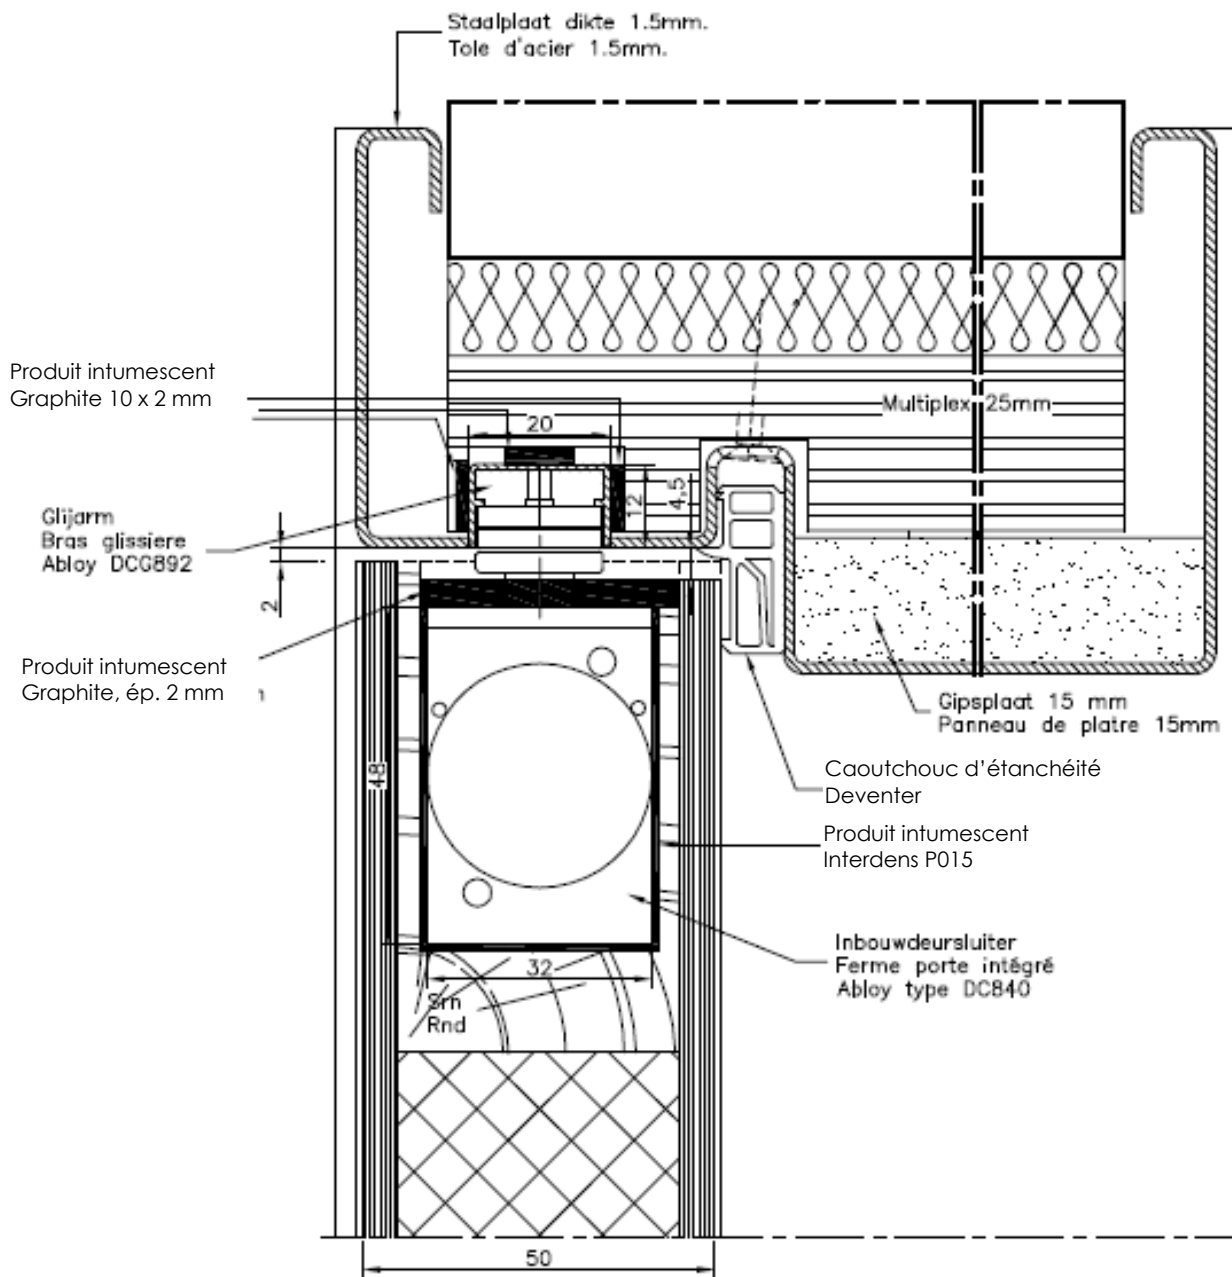 Staalplaat dikte 1.5mm.
Tole d'acier 1.5mm.
Produit intumescent
Graphite 10 x 2 mm
Multiplex 25mm
20
12
4,5
Glijarm
Bras glissiere
Abloy DCG892
2
Produit intumescent
Graphite, ép. 2 mm
Gipsplaat 15 mm
Panneau de platre 15mm
48
Caoutchouc d'étanchéité
Deventer
Produit intumescent
Interdens P015
Inbouwdeursluiter
Ferme porte intégré
Abloy type DC840
32
Srn
Rnd
50